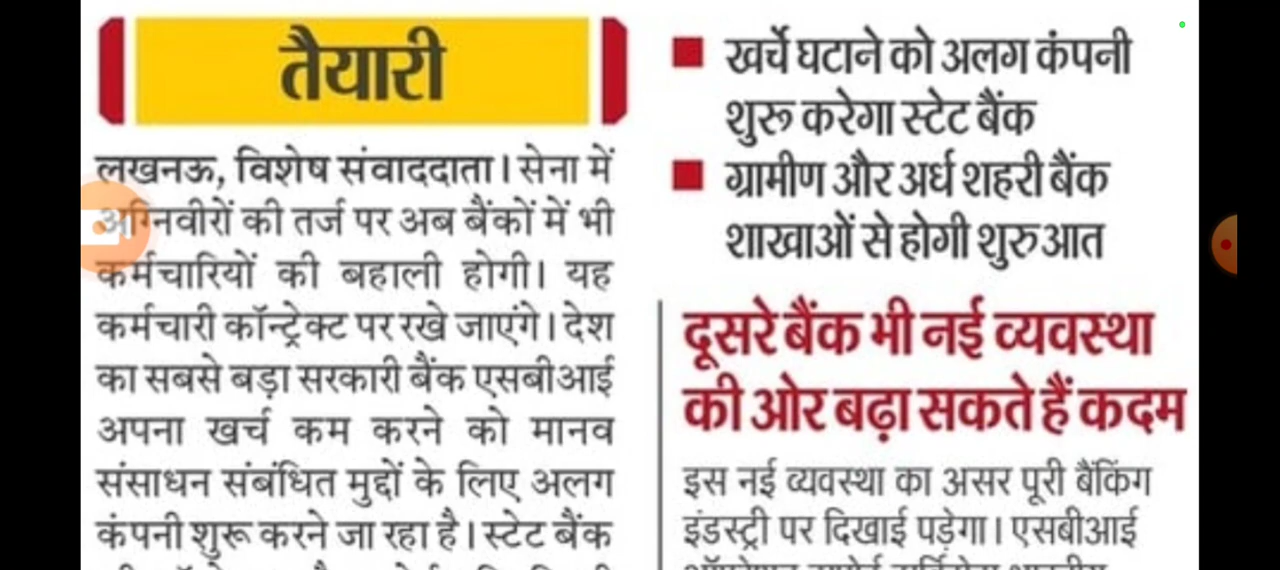 तैयारी
लखनऊ, विशेष संवाददाता। सेना में
अग्निवीरों की तर्ज पर अब बैंकों में भी
कर्मचारियों की बहाली होगी। यह
कर्मचारी कॉन्ट्रेक्ट पर रखे जाएंगे। देश
का सबसे बड़ा सरकारी बैंक एसबीआई
अपना खर्च कम करने को मानव
संसाधन संबंधित मुद्दों के लिए अलग
कंपनी शुरू करने जा रहा है। स्टेट बैंक
■ खर्चे घटाने को अलग कंपनी
शुरू करेगा स्टेट बैंक
■ ग्रामीण और अर्ध शहरी बैंक
शाखाओं से होगी शुरुआत
दूसरे बैंक भी नई व्यवस्था
की ओर बढ़ा सकते हैं कदम
इस नई व्यवस्था का असर पूरी बैंकिंग
इंडस्ट्री पर दिखाई पड़ेगा। एसबीआई